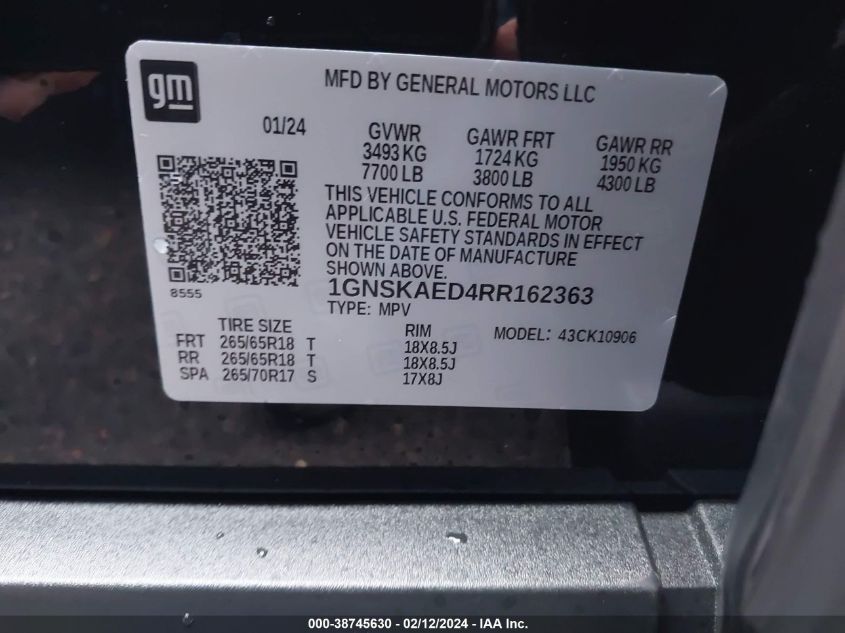 gm
MFD BY GENERAL MOTORS LLC
01/24
GVWR GAWR FRT GAWR RR
3493 KG 1724 KG 1950 KG
7700 LB 3800 LB 4300 LB
THIS VEHICLE CONFORMS TO ALL
APPLICABLE U.S. FEDERAL MOTOR
VEHICLE SAFETY STANDARDS IN EFFECT
ON THE DATE OF MANUFACTURE
SHOWN ABOVE.
8555
1GNSKAED4RR162363
TYPE: MPV
TIRE SIZE RIM MODEL: 43CK10906
FRT 265/65R18 T 18X8.5J
RR 265/65R18 T 18X8.5J
SPA 265/70R17 S 17X8J
000-38745630 - 02/12/2024 - IAA Inc.